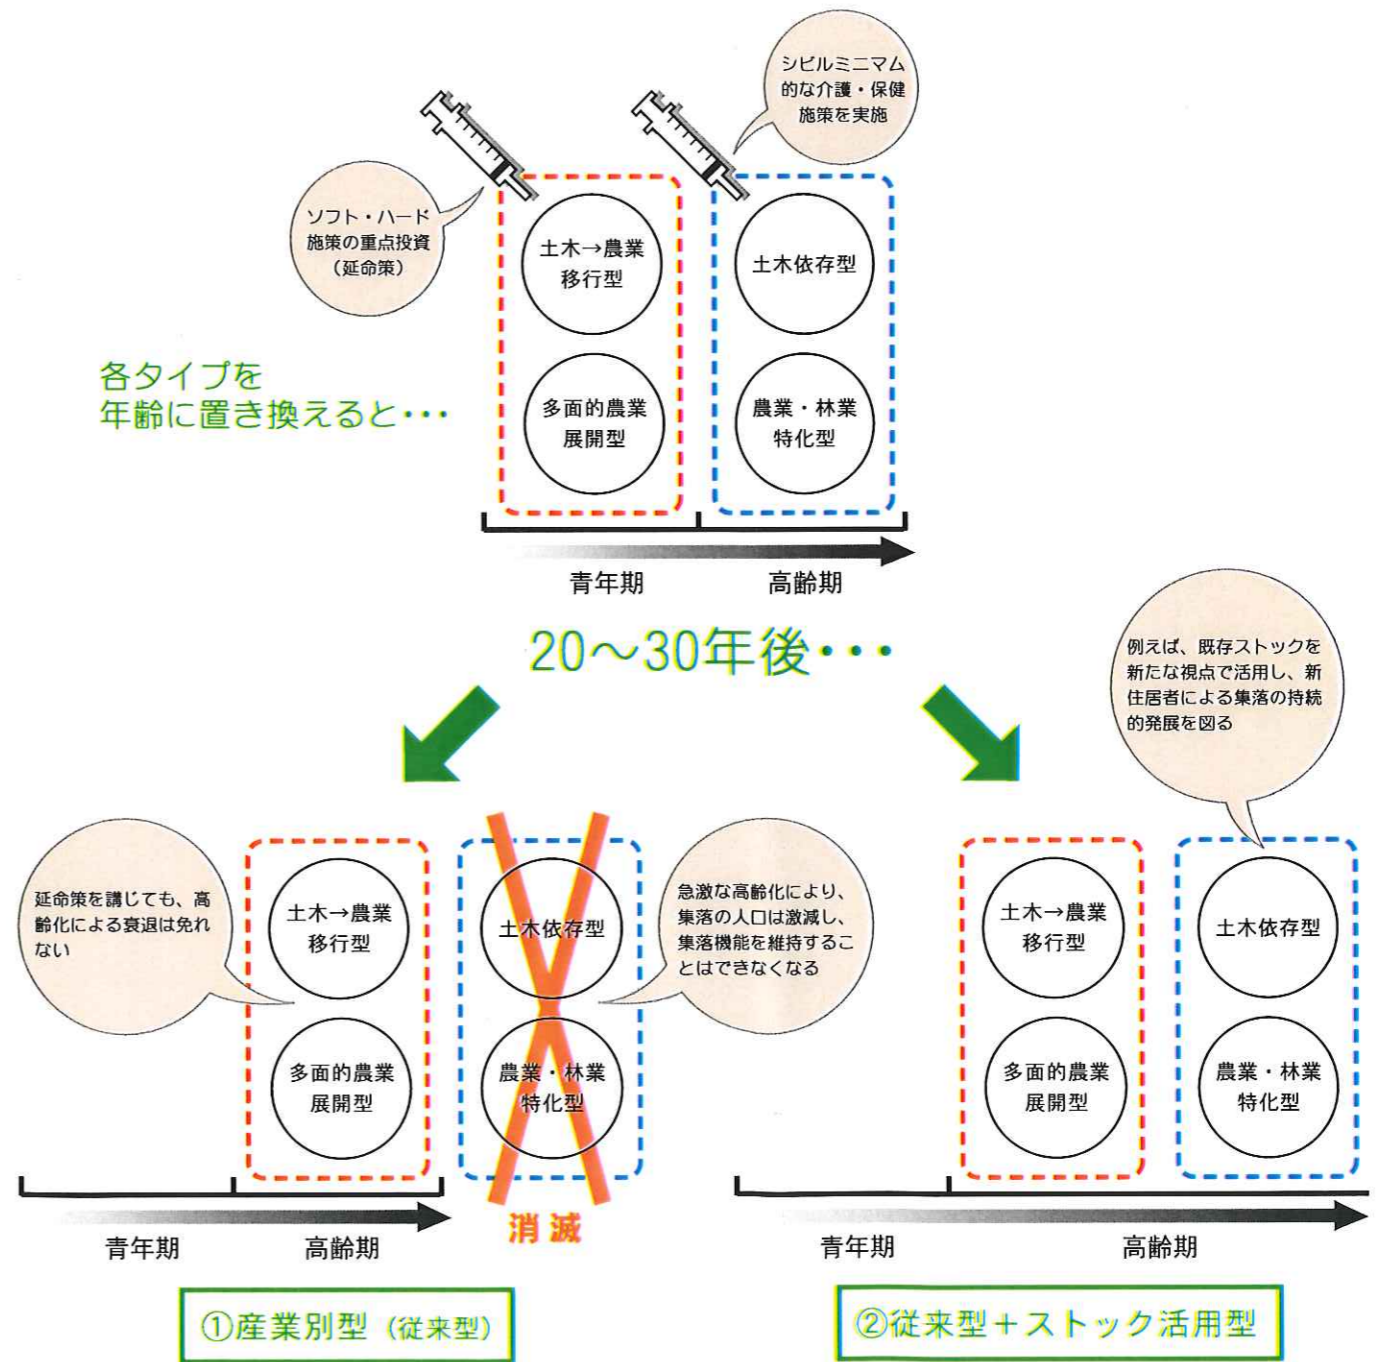 シビルミニマム
的な介護・保健
施策を実施
ソフト・ハード
施策の重点投資
（延命策）
土木→農業
移行型
土木依存型
各タイプを
年齢に置き換えると･･･
多面的農業
展開型
農業・林業
特化型
青年期
高齢期
20～30年後･･･
例えば、既存ストックを
新たな視点で活用し、新
住居者による集落の持続
的発展を図る
延命策を講じても、高
齢化による衰退は免れ
ない
土木→農業
移行型
土木依存型
急激な高齢化により、
集落の人口は激減し、
集落機能を維持するこ
とはできなくなる
多面的農業
展開型
農業・林業
特化型
青年期
高齢期
消滅
①産業別型（従来型）
土木→農業
移行型
土木依存型
多面的農業
展開型
農業・林業
特化型
青年期
高齢期
②従来型＋ストック活用型